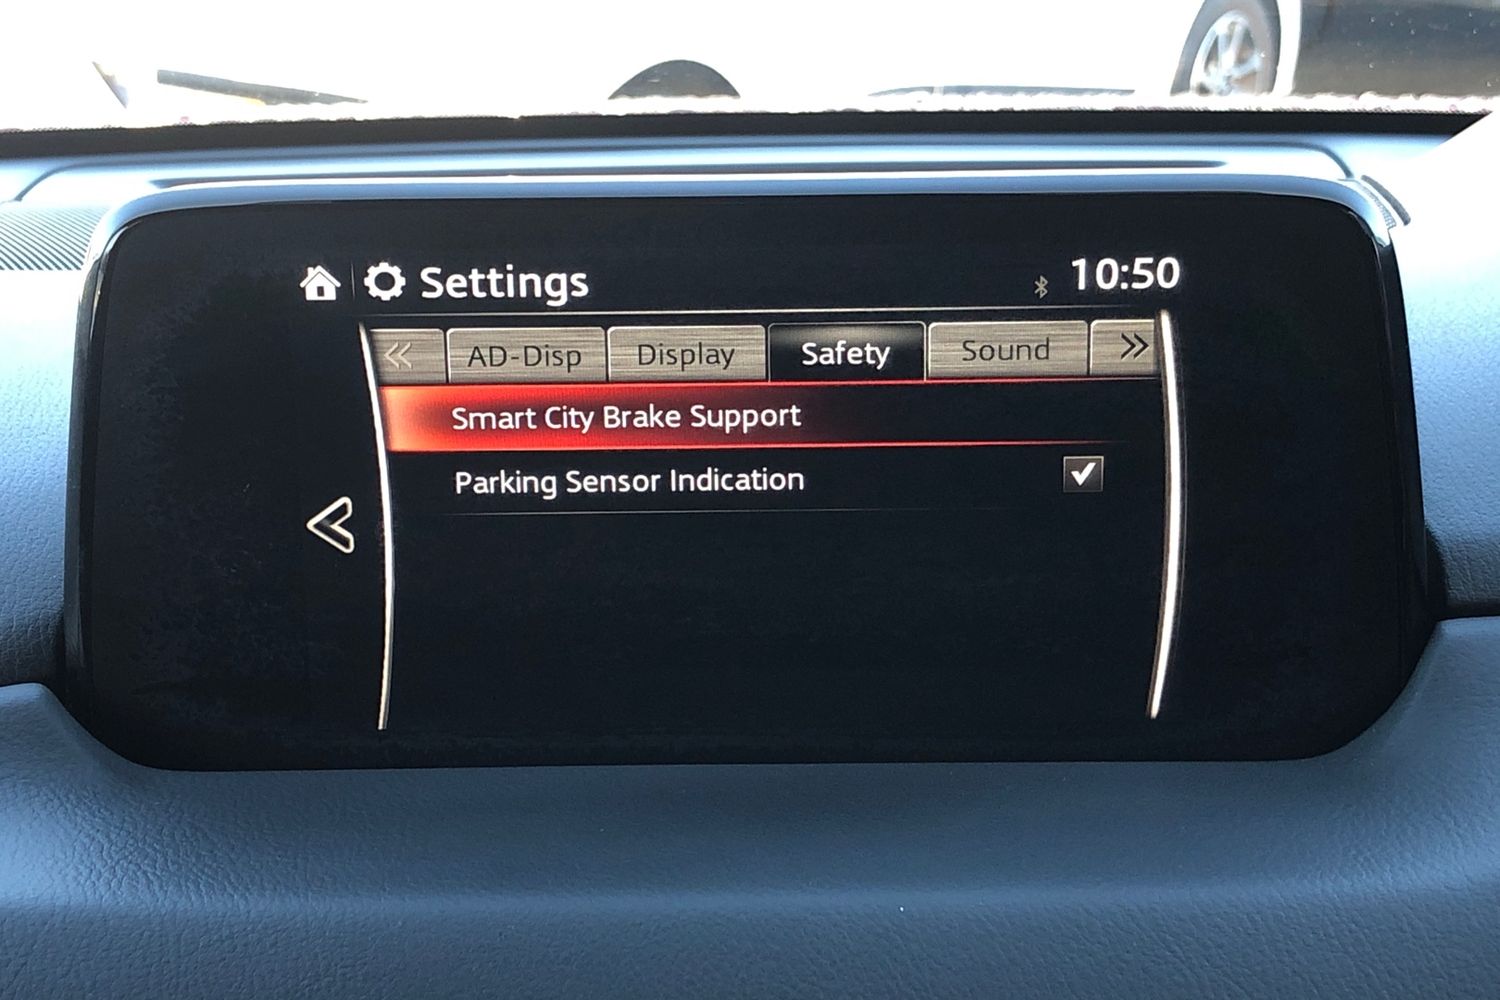 Settings
10:50
AD-Disp Display Safety Sound
Smart City Brake Support
Parking Sensor Indication